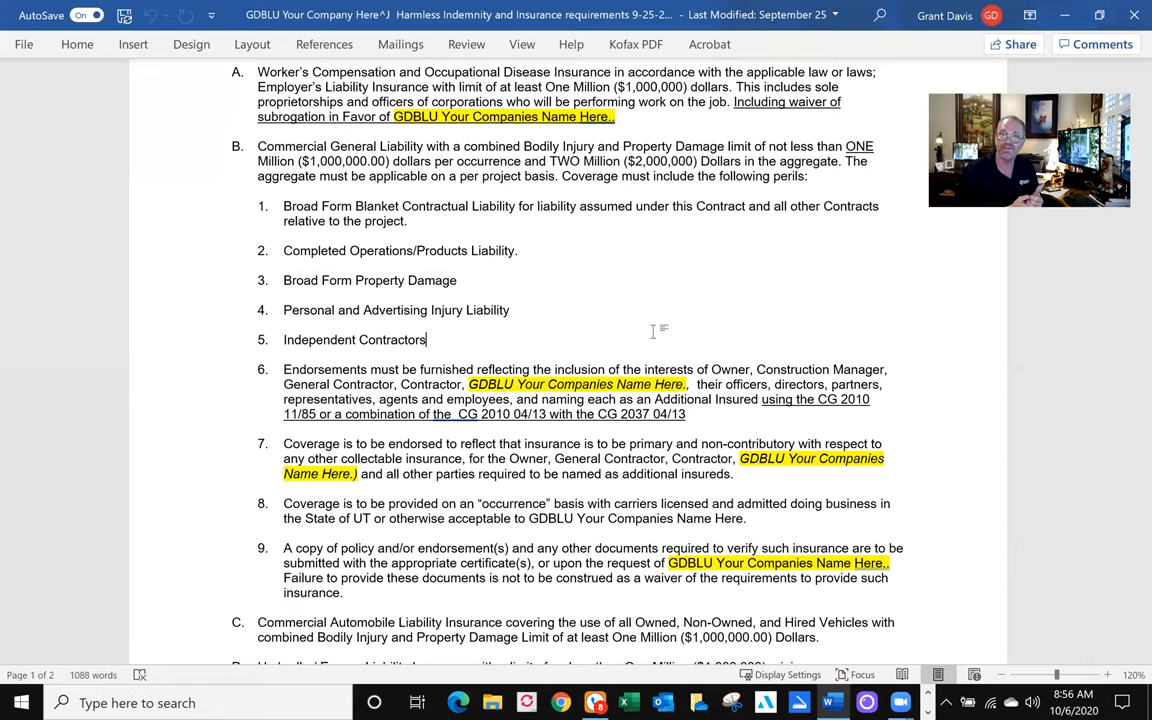 AutoSave On GDBLU Your Company Here^J Harmless Indemnity and Insurance requirements 9-25-2... - Last Modified: September 25 Grant Davis GD
File Home Insert Design Layout References Mailings Review View Help Kofax PDF Acrobat Share Comments
A. Worker's Compensation and Occupational Disease Insurance in accordance with the applicable law or laws;
Employer's Liability Insurance with limit of at least One Million ($1,000,000) dollars. This includes sole
proprietorships and officers of corporations who will be performing work on the job. Including waiver of
subrogation in Favor of GDBLU Your Companies Name Here..
B. Commercial General Liability with a combined Bodily Injury and Property Damage limit of not less than ONE
Million ($1,000,000.00) dollars per occurrence and TWO Million ($2,000,000) Dollars in the aggregate. The
aggregate must be applicable on a per project basis. Coverage must include the following perils:
1. Broad Form Blanket Contractual Liability for liability assumed under this Contract and all other Contracts
relative to the project.
2. Completed Operations/Products Liability.
3. Broad Form Property Damage
4. Personal and Advertising Injury Liability
5. Independent Contractors
6. Endorsements must be furnished reflecting the inclusion of the interests of Owner, Construction Manager,
General Contractor, Contractor, GDBLU Your Companies Name Here., their officers, directors, partners,
representatives, agents and employees, and naming each as an Additional Insured using the CG 2010
11/85 or a combination of the CG 2010 04/13 with the CG 2037 04/13
7. Coverage is to be endorsed to reflect that insurance is to be primary and non-contributory with respect to
any other collectable insurance, for the Owner, General Contractor, Contractor, GDBLU Your Companies
Name Here.) and all other parties required to be named as additional insureds.
8. Coverage is to be provided on an “occurrence” basis with carriers licensed and admitted doing business in
the State of UT or otherwise acceptable to GDBLU Your Companies Name Here.
9. A copy of policy and/or endorsement(s) and any other documents required to verify such insurance are to be
submitted with the appropriate certificate(s), or upon the request of GDBLU Your Companies Name Here..
Failure to provide these documents is not to be construed as a waiver of the requirements to provide such
insurance.
C. Commercial Automobile Liability Insurance covering the use of all Owned, Non-Owned, and Hired Vehicles with
combined Bodily Injury and Property Damage Limit of at least One Million ($1,000,000.00) Dollars.
Page 1 of 2 1088 words Display Settings Focus 120%
Type here to search 8:56 AM
10/6/2020